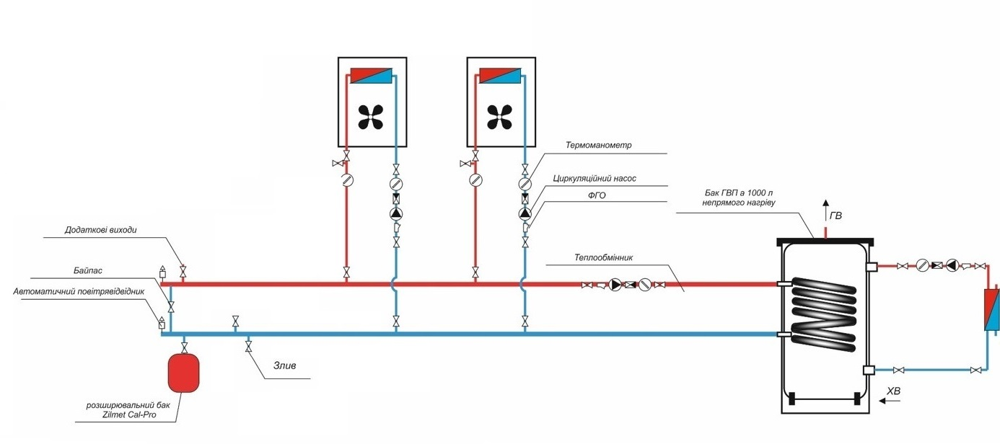 Термоманометр
Циркуляційний насос
ФГО
Бак ГВП а 1000 л
непрямого нагріву
ГВ
Додаткові виходи
Теплообмінник
Байпас
Автоматичний повітрявідвідник
Злив
ХВ
розширювальний бак
Zilmet Cal-Pro